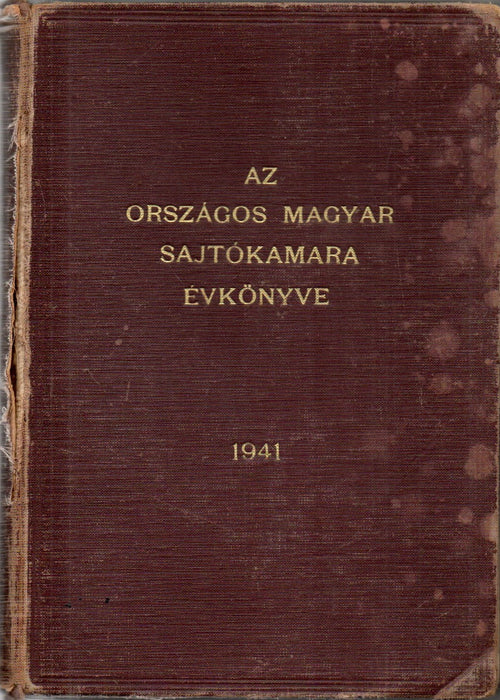 AZ
ORSZÁGOS MAGYAR
SAJTÓKAMARA
ÉVKÖNYVE
1941